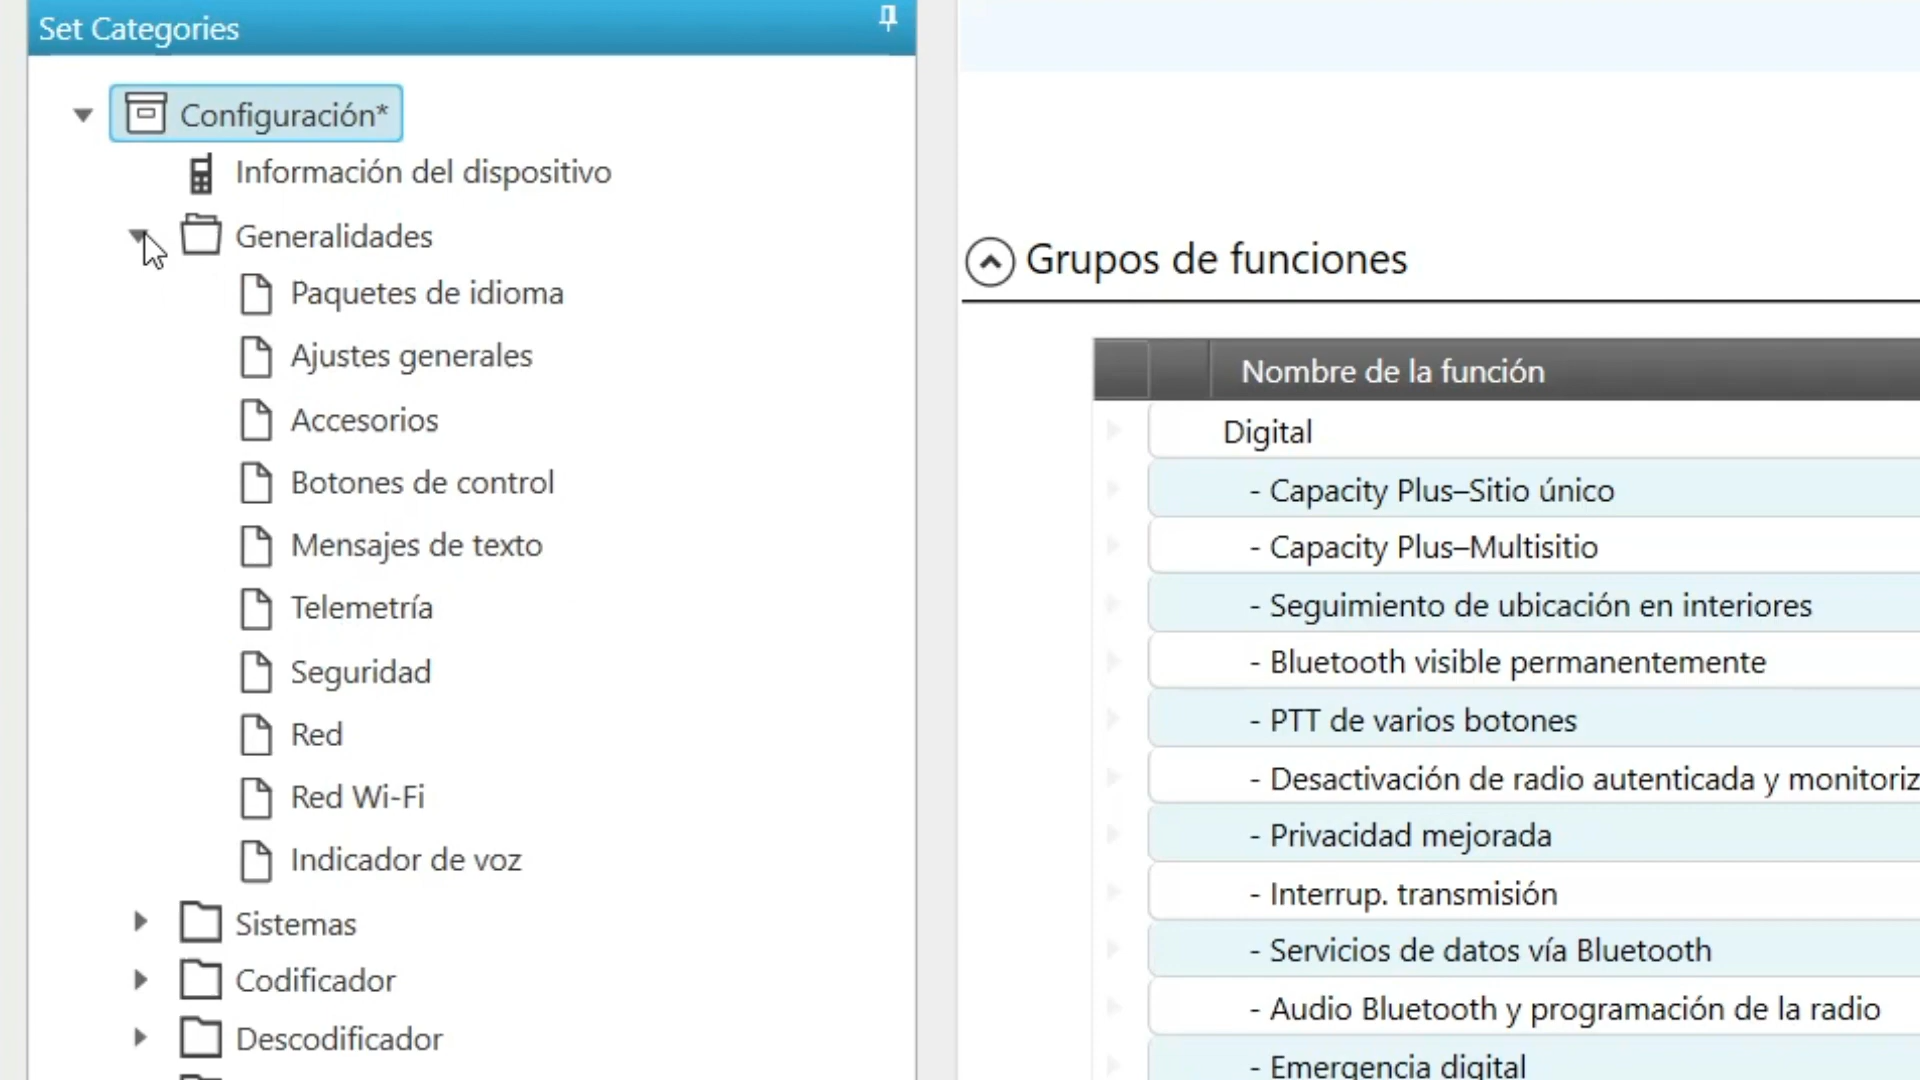 Set Categories
Configuración*
Información del dispositivo
Generalidades
Paquetes de idioma
Ajustes generales
Accesorios
Botones de control
Mensajes de texto
Telemetría
Seguridad
Red
Red Wi-Fi
Indicador de voz
Sistemas
Codificador
Descodificador
Grupos de funciones
Nombre de la función
Digital
- Capacity Plus–Sitio único
- Capacity Plus–Multisitio
- Seguimiento de ubicación en interiores
- Bluetooth visible permanentemente
- PTT de varios botones
- Desactivación de radio autenticada y monitoriz
- Privacidad mejorada
- Interrup. transmisión
- Servicios de datos vía Bluetooth
- Audio Bluetooth y programación de la radio
- Emergencia digital